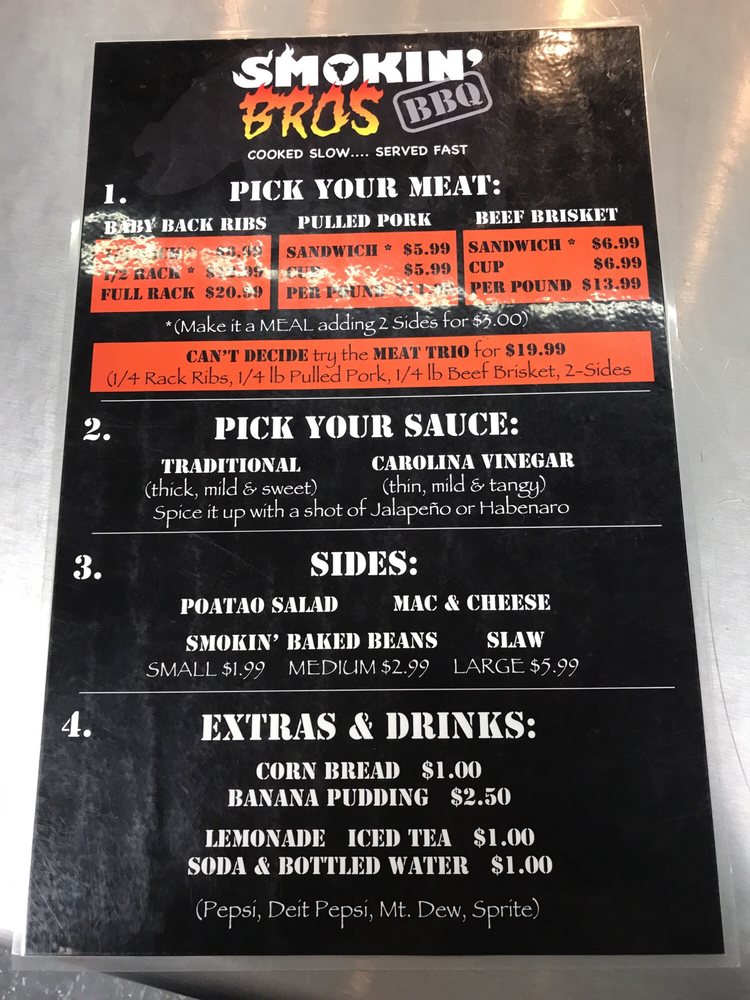 SMOKIN'
BROS BBQ
COOKED SLOW.... SERVED FAST
1. PICK YOUR MEAT:
BABY BACK RIBS PULLED PORK BEEF BRISKET
SANDWICH * $5.99 SANDWICH * $6.99
1/2 RACK * CUP $5.99 CUP $6.99
FULL RACK $20.99 PER POUND PER POUND $13.99
*(Make it a MEAL adding 2 Sides for $3.00)
CAN'T DECIDE try the MEAT TRIO for $19.99
(1/4 Rack Ribs, 1/4 lb Pulled Pork, 1/4 lb Beef Brisket, 2-Sides
2. PICK YOUR SAUCE:
TRADITIONAL CAROLINA VINEGAR
(thick, mild & sweet) (thin, mild & tangy)
Spice it up with a shot of Jalapeño or Habenaro
3. SIDES:
POATAO SALAD MAC & CHEESE
SMOKIN' BAKED BEANS SLAW
SMALL $1.99 MEDIUM $2.99 LARGE $5.99
4. EXTRAS & DRINKS:
CORN BREAD $1.00
BANANA PUDDING $2.50
LEMONADE ICED TEA $1.00
SODA & BOTTLED WATER $1.00
(Pepsi, Deit Pepsi, Mt. Dew, Sprite)